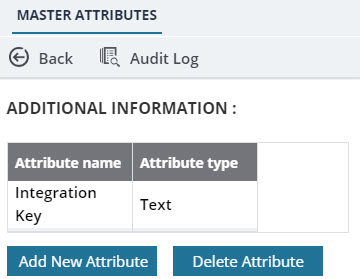 MASTER ATTRIBUTES
Back Audit Log
ADDITIONAL INFORMATION :
Attribute name Attribute type
Integration
Key Text
Add New Attribute Delete Attribute